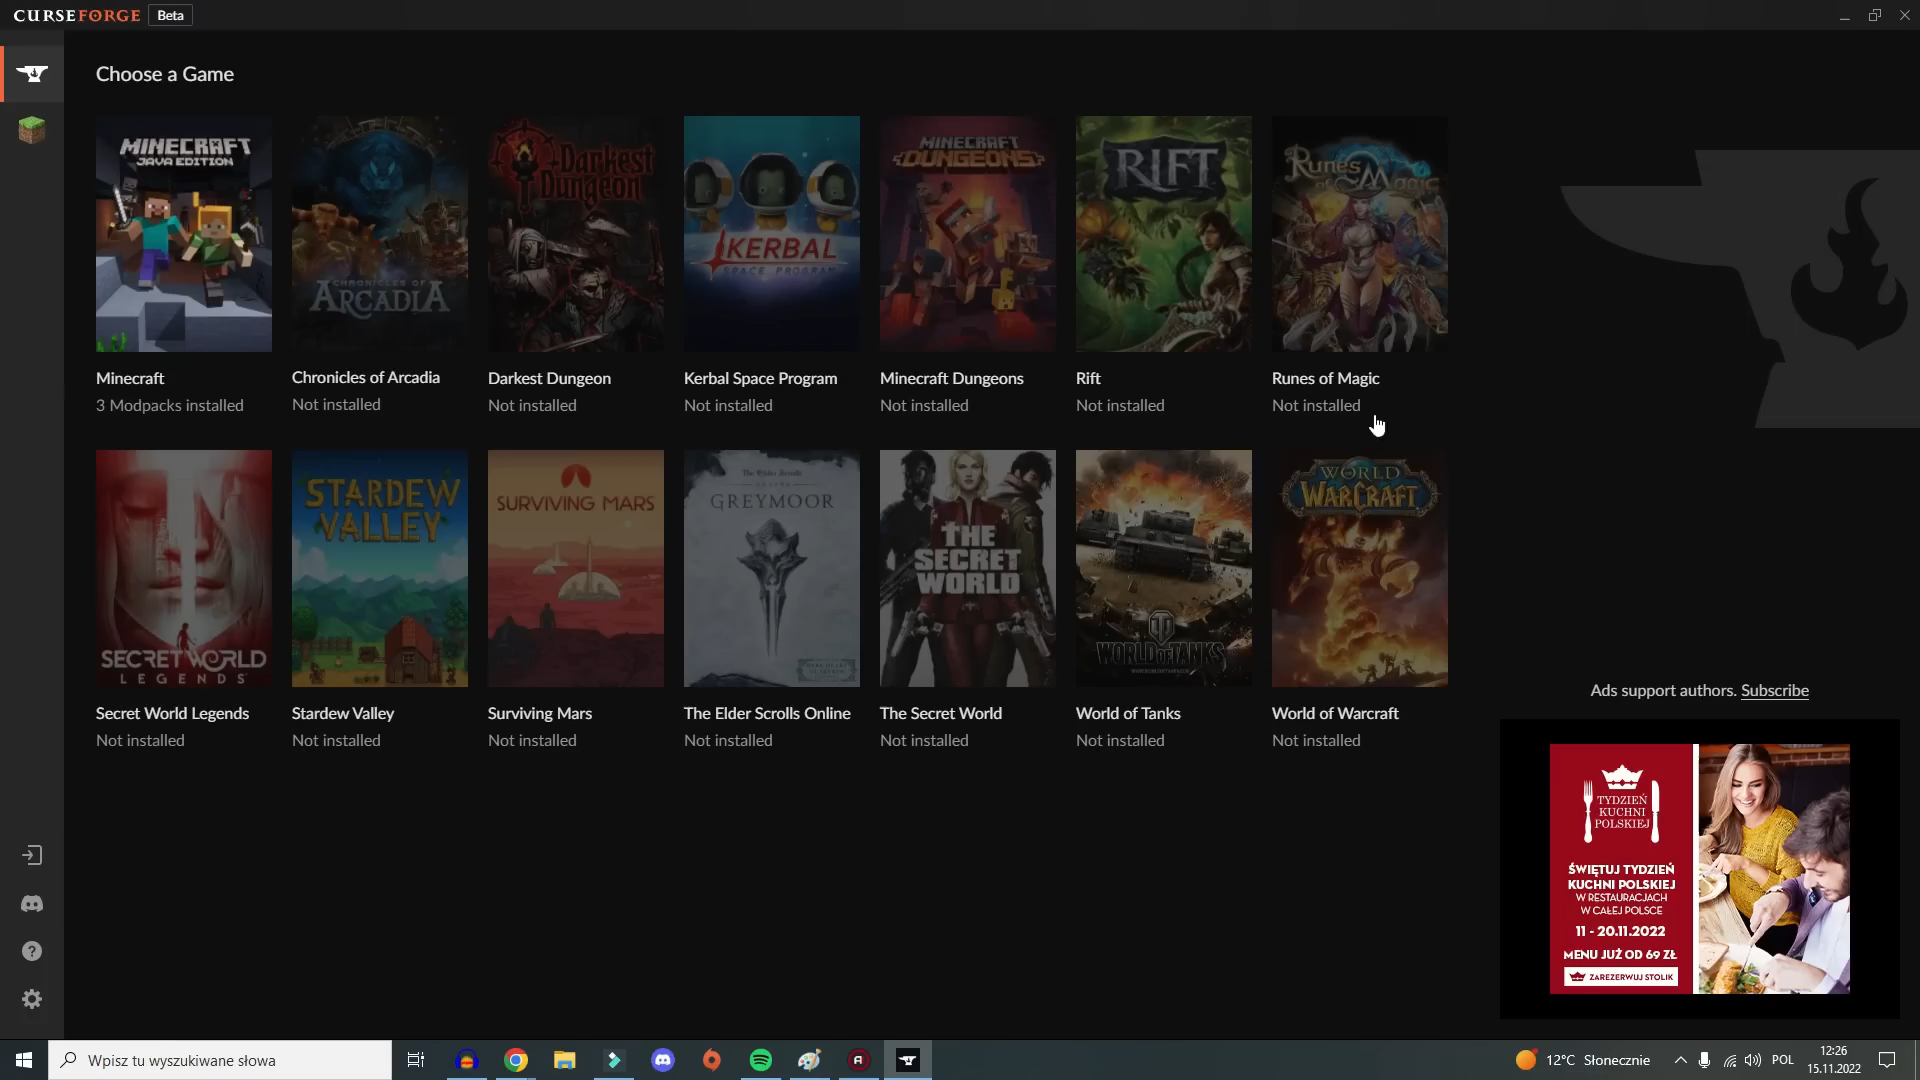 CURSEFORGE Beta
Choose a Game
MINECRAFT
JAVA EDITION
CHRONICLES OF
ARCADIA
Darkest
Dungeon
KERBAL
SPACE PROGRAM
MINECRAFT
DUNGEONS
RIFT
Runes
of Magic
Minecraft
3 Modpacks installed
Chronicles of Arcadia
Not installed
Darkest Dungeon
Not installed
Kerbal Space Program
Not installed
Minecraft Dungeons
Not installed
Rift
Not installed
Runes of Magic
Not installed
SECRET WORLD
LEGENDS
STARDEW
VALLEY
SURVIVING MARS
The Elder Scrolls
GREYMOOR
THE
SECRET
WORLD
WORLD OF TANKS
WORLD
WARCRAFT
Secret World Legends
Not installed
Stardew Valley
Not installed
Surviving Mars
Not installed
The Elder Scrolls Online
Not installed
The Secret World
Not installed
World of Tanks
Not installed
World of Warcraft
Not installed
Ads support authors. Subscribe
TYDZIEŃ
KUCHNI
POLSKIEJ
ŚWIĘTUJ TYDZIEŃ
KUCHNI POLSKIEJ
W RESTAURACJACH
W CAŁEJ POLSCE
11 - 20.11.2022
MENU JUŻ OD 69 ZŁ
ZAREZERWUJ STOLIK
Wpisz tu wyszukiwane słowa
12°C Słonecznie
POL
12:26
15.11.2022